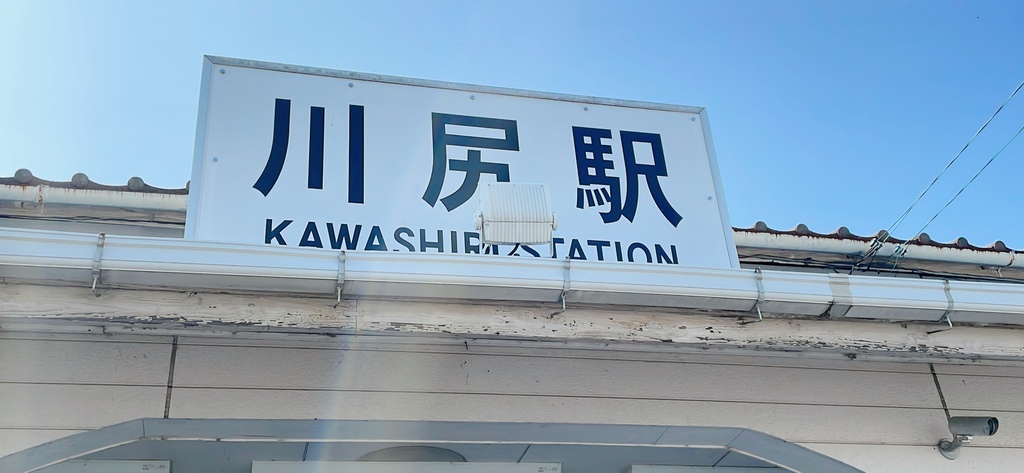 川尻駅
KAWASHIRI STATION